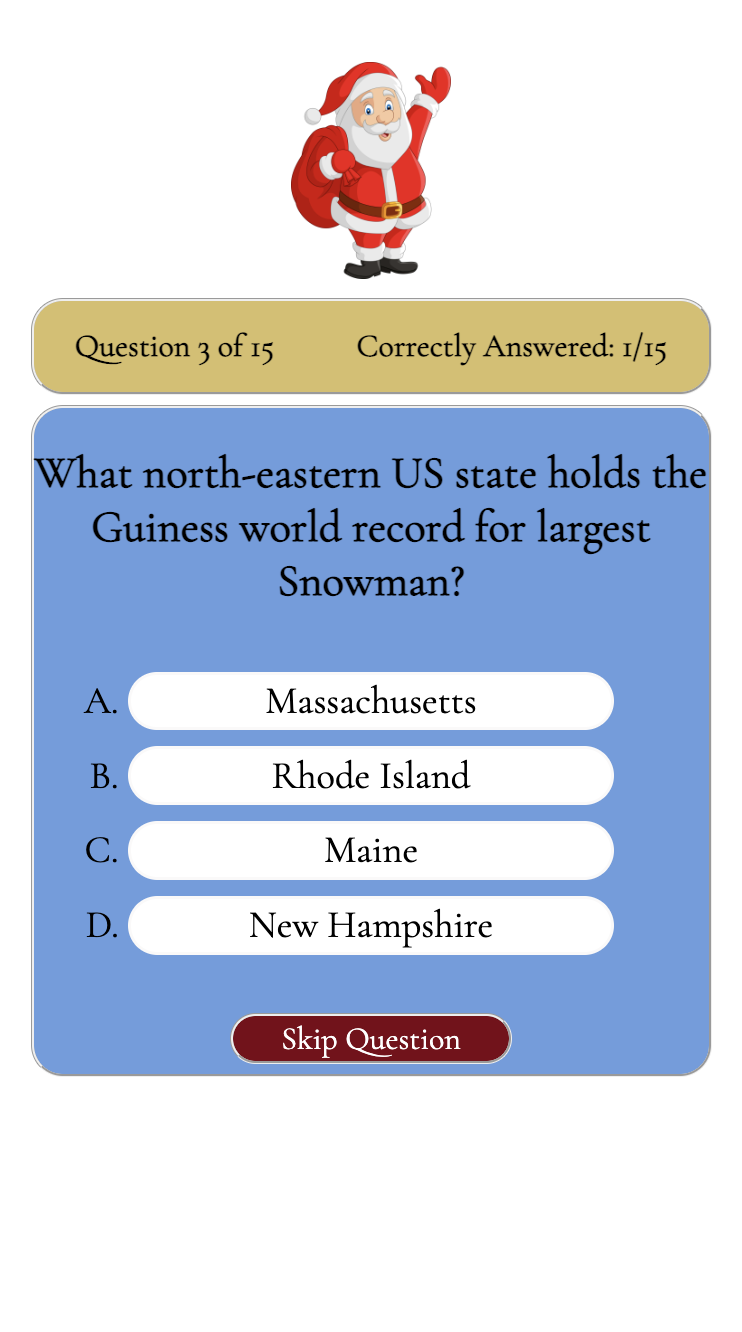 Question 3 of 15
Correctly Answered: 1/15
What north-eastern US state holds the
Guiness world record for largest
Snowman?
A. Massachusetts
B. Rhode Island
C. Maine
D. New Hampshire
Skip Question